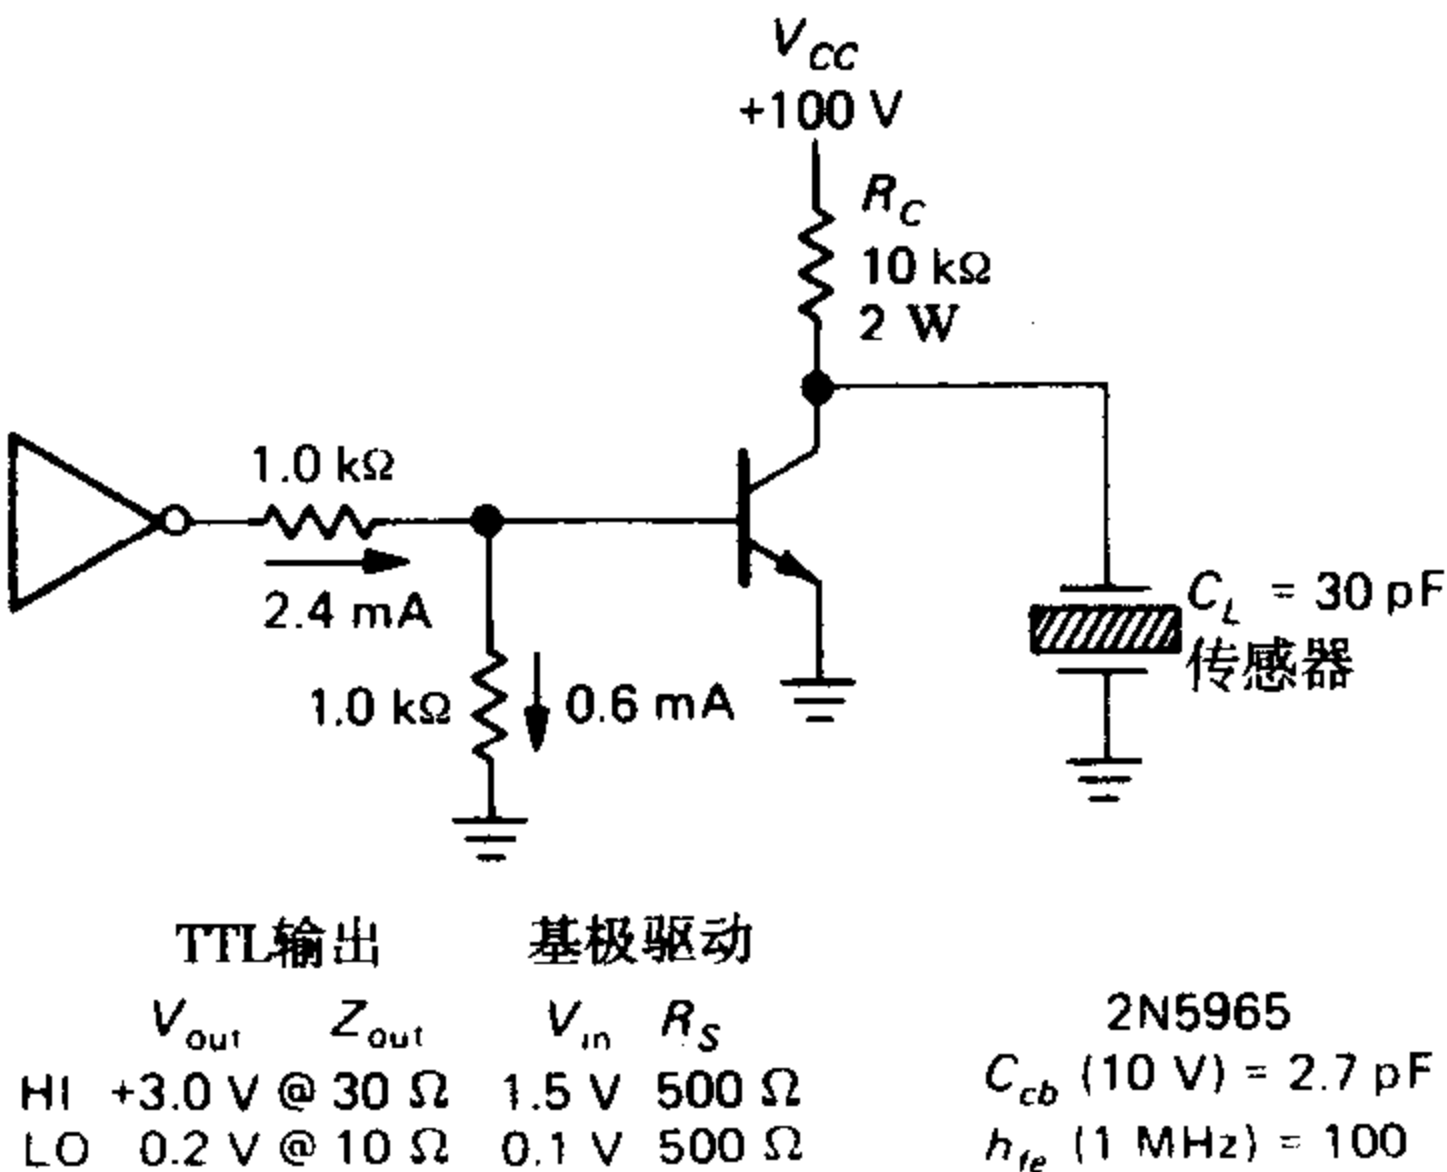 V_CC
+100 V
R_C
10 kΩ
2 W
1.0 kΩ
2.4 mA
1.0 kΩ
0.6 mA
C_L = 30 pF
传感器
TTL输出 基极驱动
V_out Z_out V_in R_S
HI +3.0 V @ 30 Ω 1.5 V 500 Ω
LO 0.2 V @ 10 Ω 0.1 V 500 Ω
2N5965
C_cb (10 V) = 2.7 pF
h_fe (1 MHz) = 100